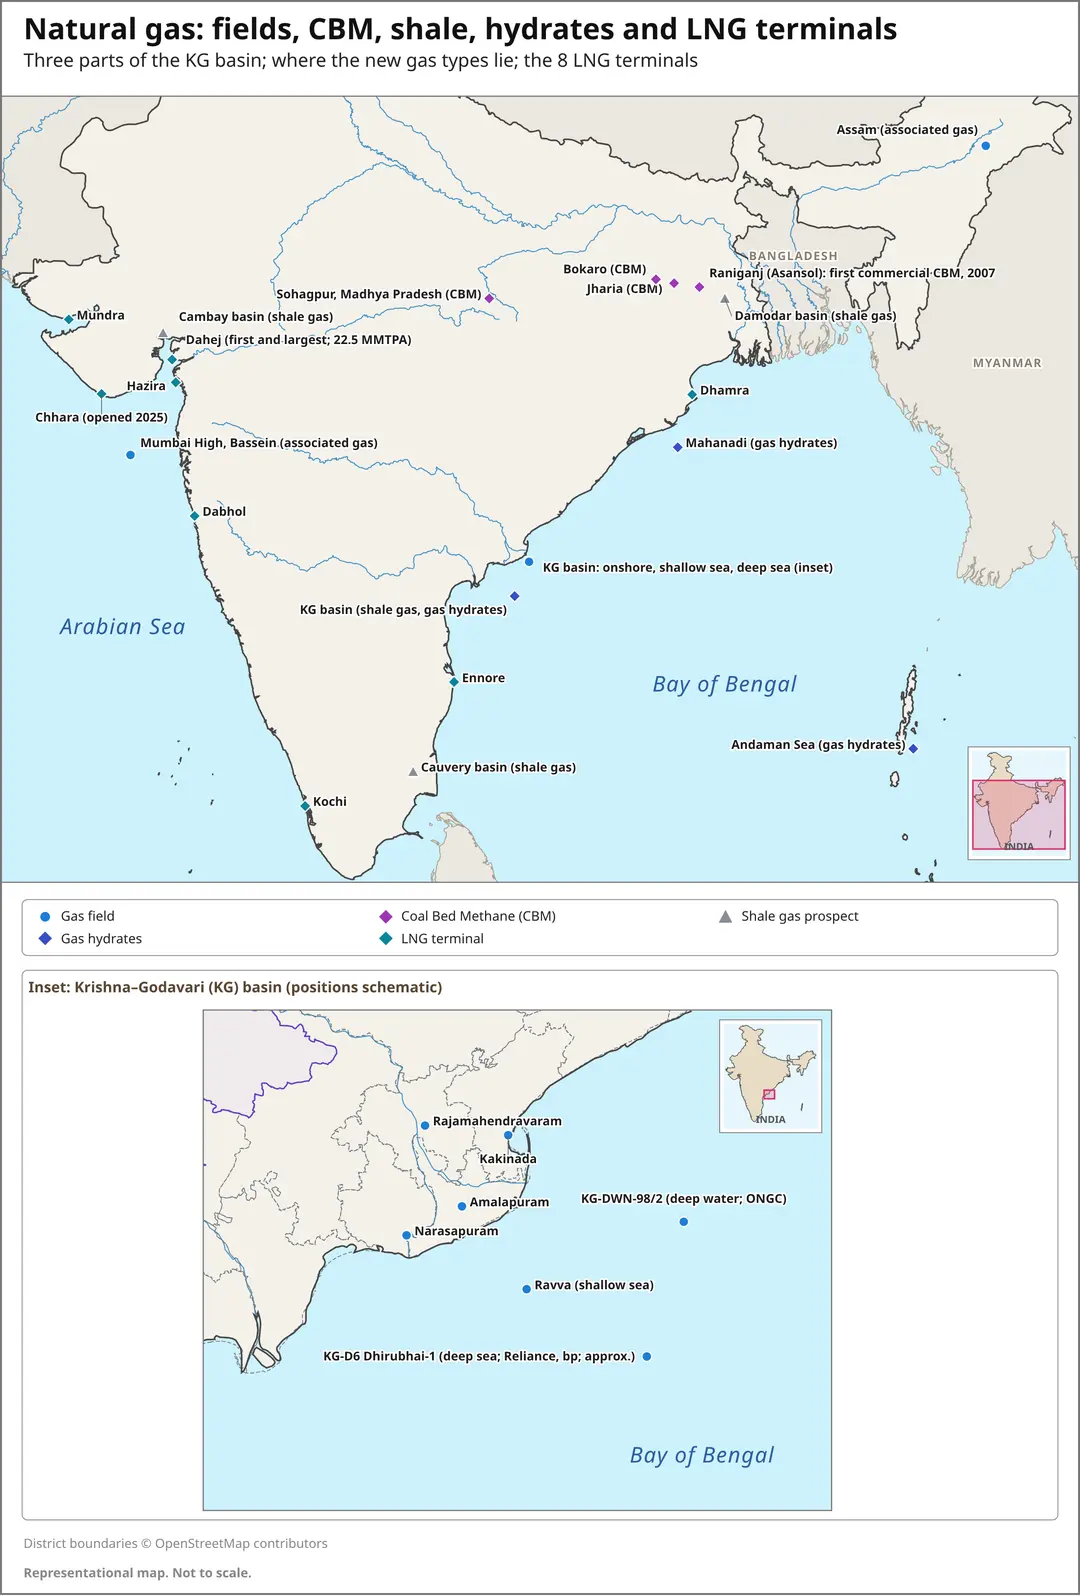 Natural gas: fields, CBM, shale, hydrates and LNG terminals
Three parts of the KG basin; where the new gas types lie; the 8 LNG terminals
Assam (associated gas)
BANGLADESH
Bokaro (CBM)
Raniganj (Asansol): first commercial CBM, 2007
Jharia (CBM)
Sohagpur, Madhya Pradesh (CBM)
Mundra
Cambay basin (shale gas)
Damodar basin (shale gas)
Dahej (first and largest; 22.5 MMTPA)
MYANMAR
Hazira
Dhamra
Chhara (opened 2025)
Mumbai High, Bassein (associated gas)
Mahanadi (gas hydrates)
Dabhol
KG basin: onshore, shallow sea, deep sea (inset)
KG basin (shale gas, gas hydrates)
Arabian Sea
Ennore
Bay of Bengal
Andaman Sea (gas hydrates)
Cauvery basin (shale gas)
Kochi
INDIA
Gas field
Coal Bed Methane (CBM)
Shale gas prospect
Gas hydrates
LNG terminal
Inset: Krishna–Godavari (KG) basin (positions schematic)
INDIA
Rajamahendravaram
Kakinada
KG-DWN-98/2 (deep water; ONGC)
Amalapuram
Narasapuram
Ravva (shallow sea)
KG-D6 Dhirubhai-1 (deep sea; Reliance, bp; approx.)
Bay of Bengal
District boundaries © OpenStreetMap contributors
Representational map. Not to scale.